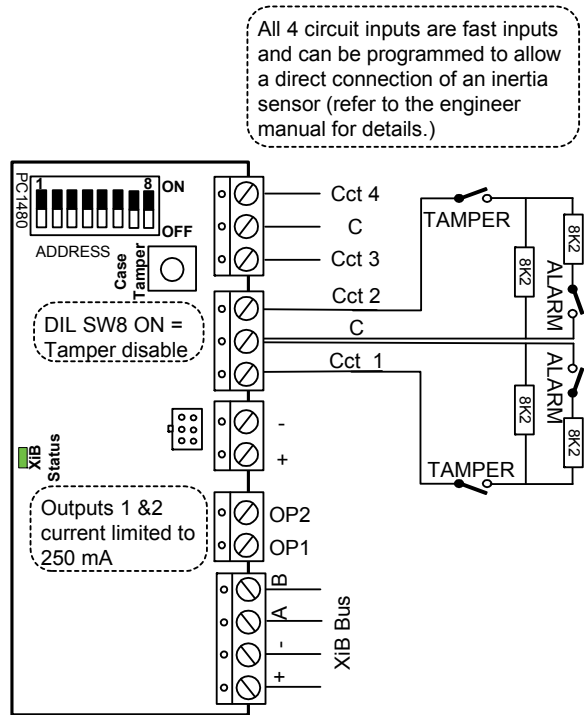 All 4 circuit inputs are fast inputs
and can be programmed to allow
a direct connection of an inertia
sensor (refer to the engineer
manual for details.)
PC1480
1 8 ON
OFF
ADDRESS
Case
Tamper
DIL SW8 ON =
Tamper disable
XiB
Status
Outputs 1 &2
current limited to
250 mA
Cct 4
C
Cct 3
Cct 2
C
Cct 1
-
+
OP2
OP1
B
A
-
+
XiB Bus
TAMPER
8K2
8K2
ALARM
8K2
ALARM
8K2
TAMPER